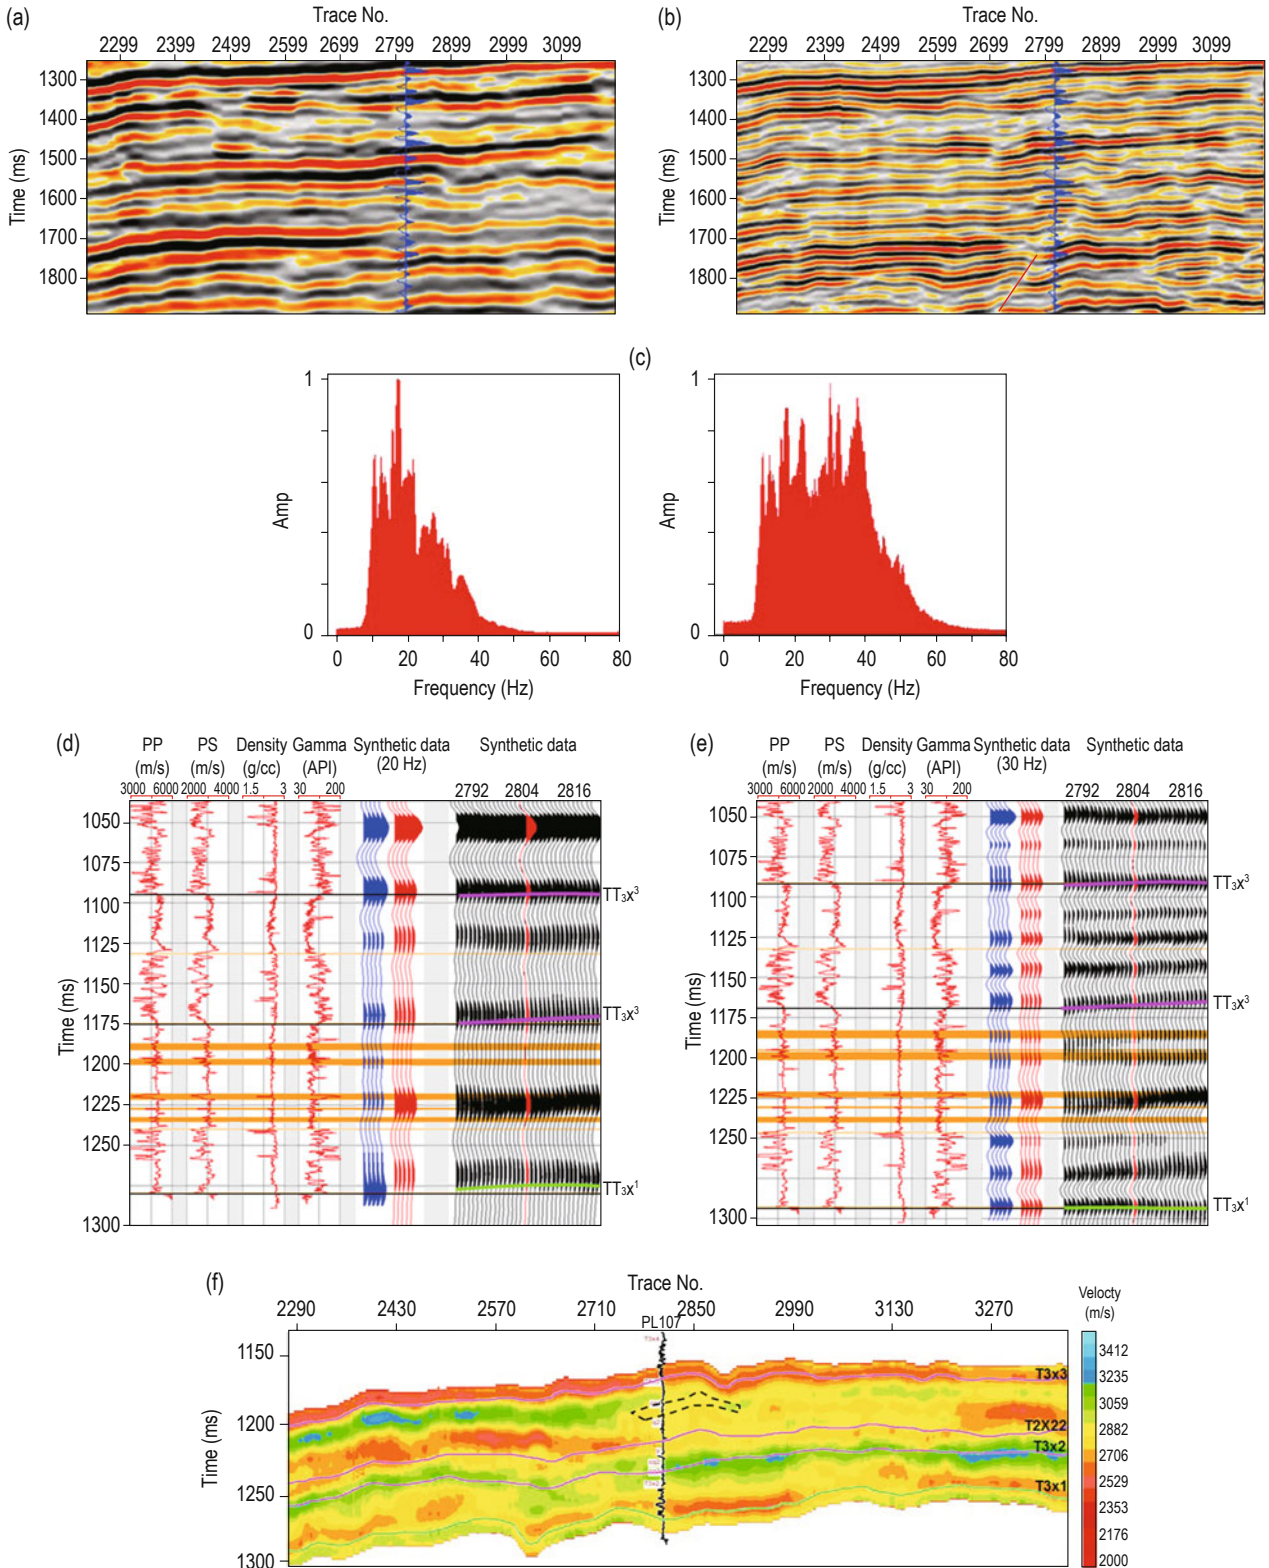 (a)
Trace No.
2299 2399 2499 2599 2699 2799 2899 2999 3099
Time (ms)
1300
1400
1500
1600
1700
1800
(b)
Trace No.
2299 2399 2499 2599 2699 2799 2899 2999 3099
Time (ms)
1300
1400
1500
1600
1700
1800
(c)
Amp
1
0
0 20 40 60 80
Frequency (Hz)
Amp
1
0
0 20 40 60 80
Frequency (Hz)
(d)
PP PS Density Gamma Synthetic data Synthetic data
(m/s) (m/s) (g/cc) (API) (20 Hz)
3000 6000 2000 4000 1.5 3 30 200 2792 2804 2816
Time (ms)
1050
1075
1100
1125
1150
1175
1200
1225
1250
1300
TT₃x³
TT₃x³
TT₃x¹
(e)
PP PS Density Gamma Synthetic data Synthetic data
(m/s) (m/s) (g/cc) (API) (30 Hz)
3000 6000 2000 4000 1.5 3 30 200 2792 2804 2816
Time (ms)
1050
1075
1100
1125
1150
1175
1200
1225
1250
1300
TT₃x³
TT₃x³
TT₃x¹
(f)
Trace No.
2290 2430 2570 2710 2850 2990 3130 3270
PL107
Time (ms)
1150
1200
1250
1300
T3x3
T2X22
T3x2
T3x1
Velocty
(m/s)
3412
3235
3059
2882
2706
2529
2353
2176
2000